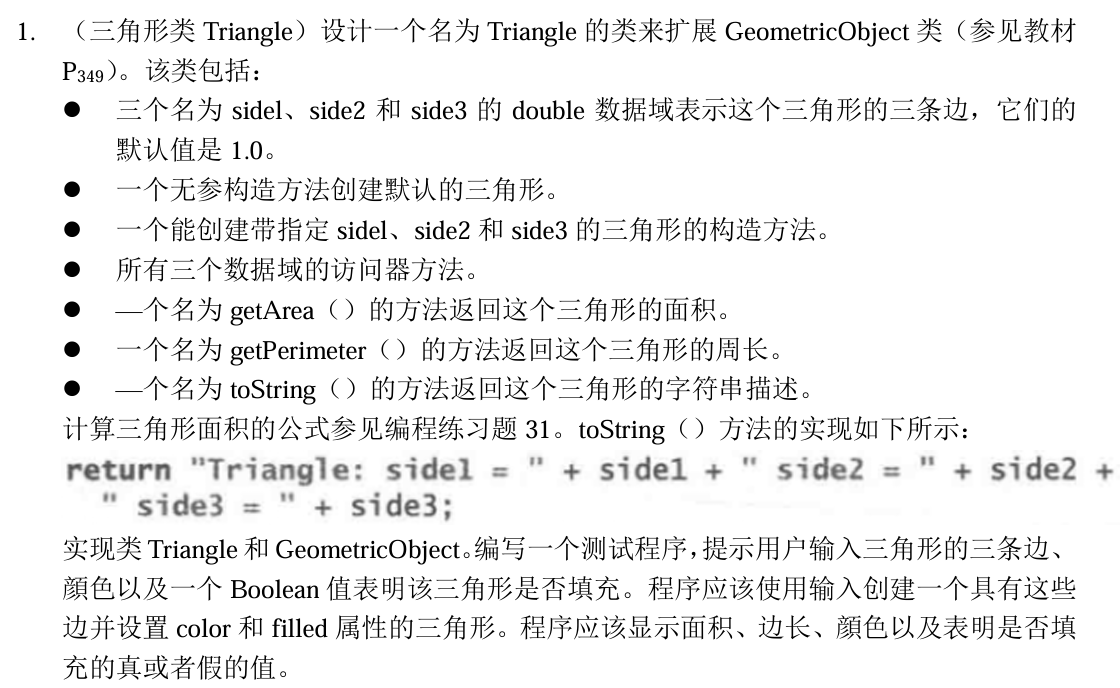 1. （三角形类 Triangle）设计一个名为 Triangle 的类来扩展 GeometricObject 类（参见教材
P349）。该类包括：
● 三个名为 sidel、side2 和 side3 的 double 数据域表示这个三角形的三条边，它们的
默认值是 1.0。
● 一个无参构造方法创建默认的三角形。
● 一个能创建带指定 sidel、side2 和 side3 的三角形的构造方法。
● 所有三个数据域的访问器方法。
● —个名为 getArea（）的方法返回这个三角形的面积。
● 一个名为 getPerimeter（）的方法返回这个三角形的周长。
● —个名为 toString（）的方法返回这个三角形的字符串描述。
计算三角形面积的公式参见编程练习题 31。toString（）方法的实现如下所示：
return "Triangle: side1 = " + side1 + " side2 = " + side2 +
" side3 = " + side3;
实现类 Triangle 和 GeometricObject。编写一个测试程序，提示用户输入三角形的三条边、
顔色以及一个 Boolean 值表明该三角形是否填充。程序应该使用输入创建一个具有这些
边并设置 color 和 filled 属性的三角形。程序应该显示面积、边长、顔色以及表明是否填
充的真或者假的值。